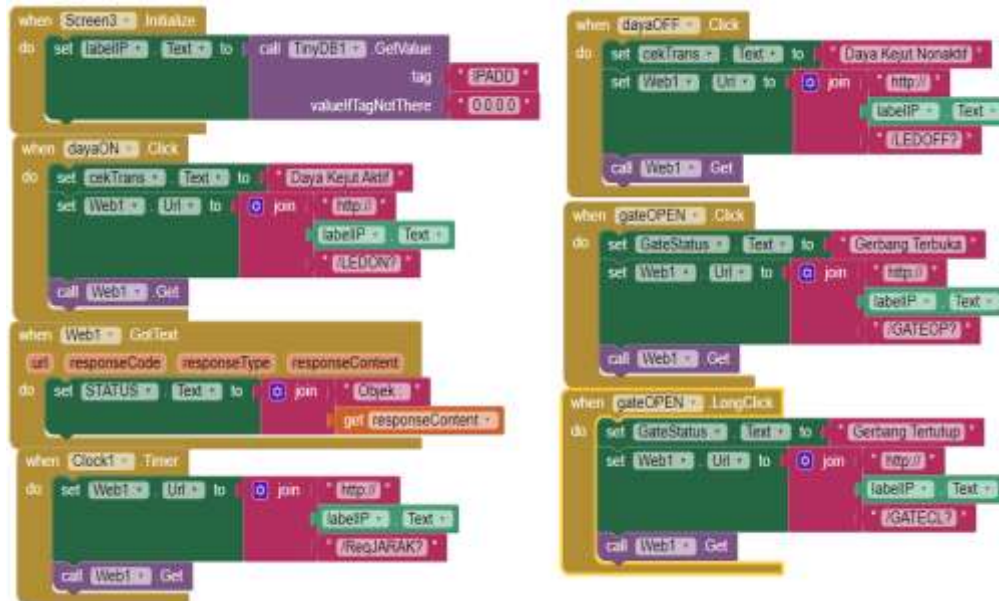 when Screen3 . Initialize
do set labelIP . Text to call TinyDB1 . GetValue
tag " IPADD "
valueIfTagNotThere " 0.0.0.0 "
when dayaON . Click
do set cekTrans . Text to " Daya Kejut Aktif "
set Web1 . Url to join " http:// "
labelIP . Text
" /LEDON? "
call Web1 . Get
when Web1 . GotText
url responseCode responseType responseContent
do set STATUS . Text to join " Objek : "
get responseContent
when Clock1 . Timer
do set Web1 . Url to join " http:// "
labelIP . Text
" /ReqJARAK? "
call Web1 . Get
when dayaOFF . Click
do set cekTrans . Text to " Daya Kejut Nonaktif "
set Web1 . Url to join " http:// "
labelIP . Text
" /LEDOFF? "
call Web1 . Get
when gateOPEN . Click
do set GateStatus . Text to " Gerbang Terbuka "
set Web1 . Url to join " http:// "
labelIP . Text
" /GATEOP? "
call Web1 . Get
when gateOPEN . LongClick
do set GateStatus . Text to " Gerbang Tertutup "
set Web1 . Url to join " http:// "
labelIP . Text
" /GATECL? "
call Web1 . Get